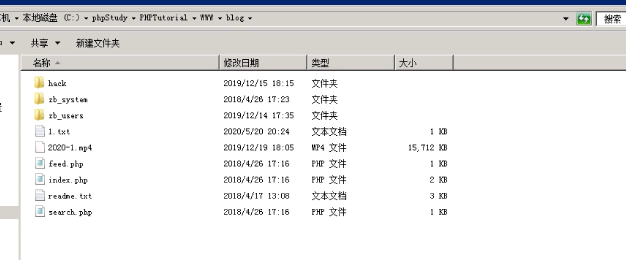 机 ▸ 本地磁盘 (C:) ▸ phpStudy ▸ PHPTutorial ▸ WWW ▸ blog ▸ 搜索
共享 新建文件夹
名称 修改日期 类型 大小
hack 2019/12/15 18:15 文件夹
zb_system 2018/4/26 17:23 文件夹
zb_users 2019/12/14 17:35 文件夹
1.txt 2020/5/20 20:24 文本文档 1 KB
2020-1.mp4 2019/12/19 18:05 MP4 文件 15,712 KB
feed.php 2018/4/26 17:16 PHP 文件 1 KB
index.php 2018/4/26 17:16 PHP 文件 2 KB
readme.txt 2018/4/17 13:08 文本文档 3 KB
search.php 2018/4/26 17:16 PHP 文件 1 KB